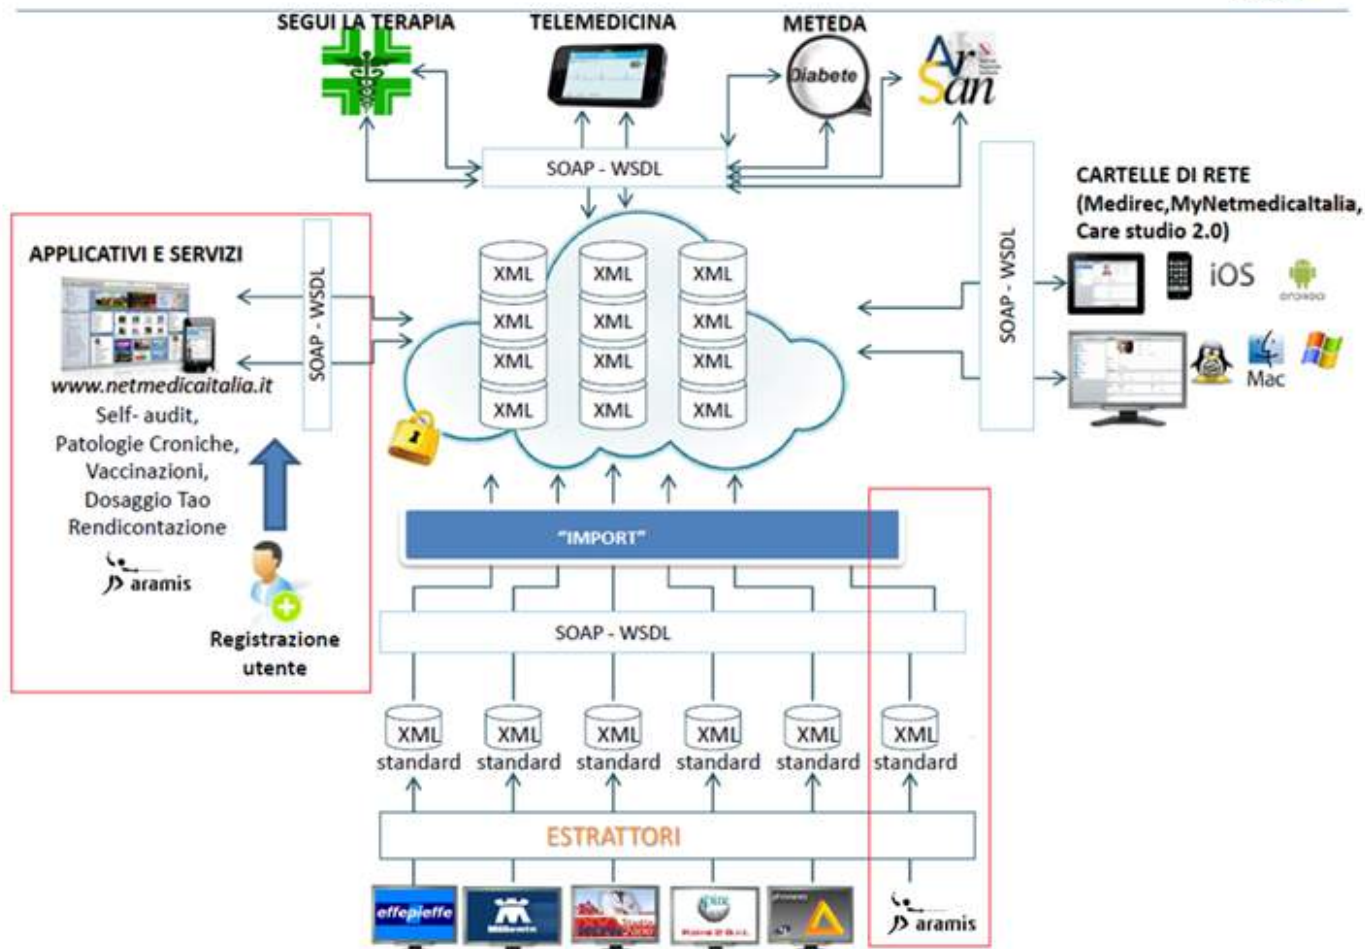 SEGUI LA TERAPIA
TELEMEDICINA
METEDA
Diabete
ArSan
SOAP - WSDL
CARTELLE DI RETE
(Medirec,MyNetmedicaItalia,
Care studio 2.0)
SOAP - WSDL
iOS
Mac
APPLICATIVI E SERVIZI
SOAP - WSDL
www.netmedicaitalia.it
Self- audit,
Patologie Croniche,
Vaccinazioni,
Dosaggio Tao
Rendicontazione
aramis
Registrazione
utente
XML XML XML
XML XML XML
XML XML XML
XML XML XML
"IMPORT"
SOAP - WSDL
XML XML XML XML XML XML
standard standard standard standard standard standard
ESTRATTORI
effepieffe
Millewin
aramis